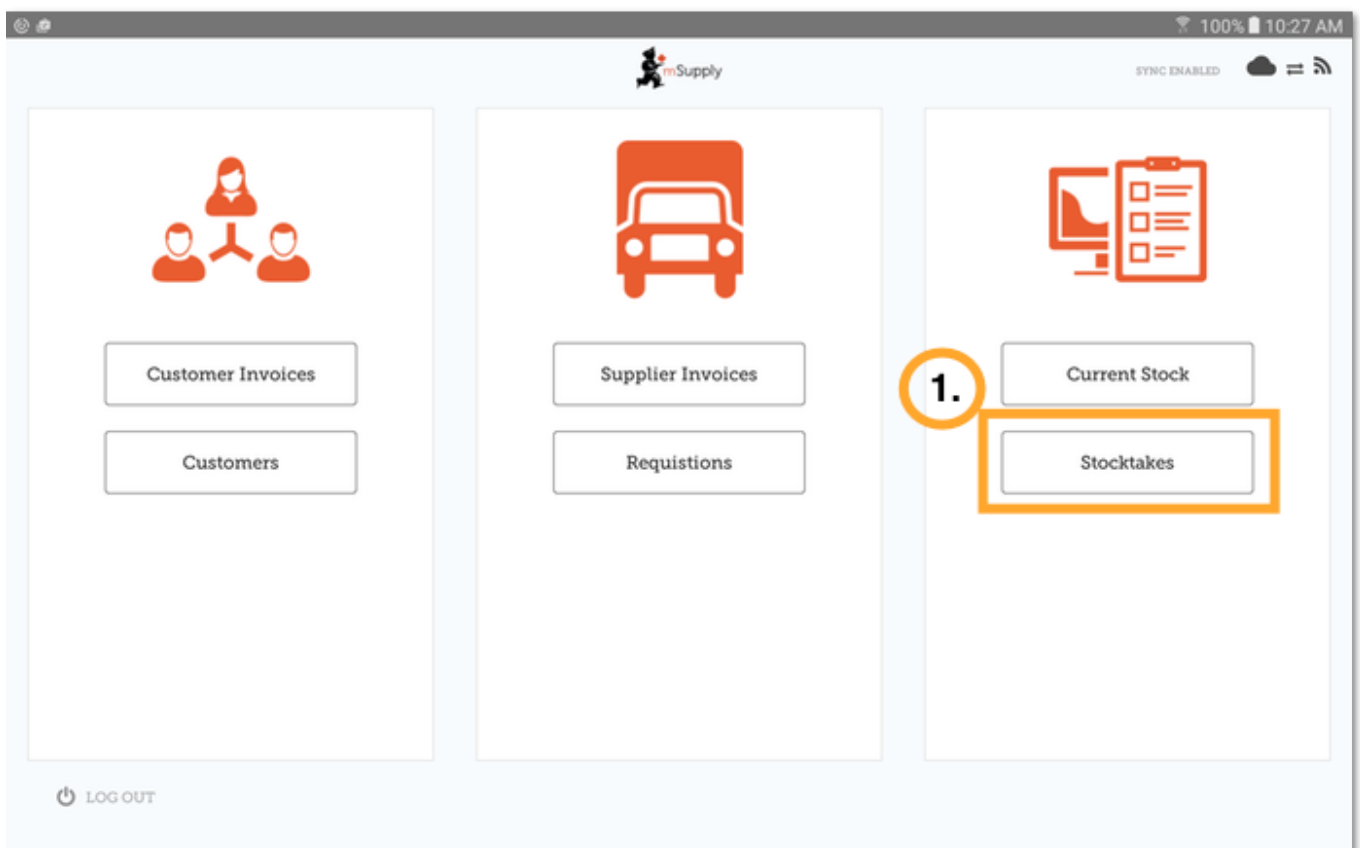 100% 10:27 AM
mSupply
SYNC ENABLED
Customer Invoices
Customers
Supplier Invoices
Requistions
1.
Current Stock
Stocktakes
LOG OUT